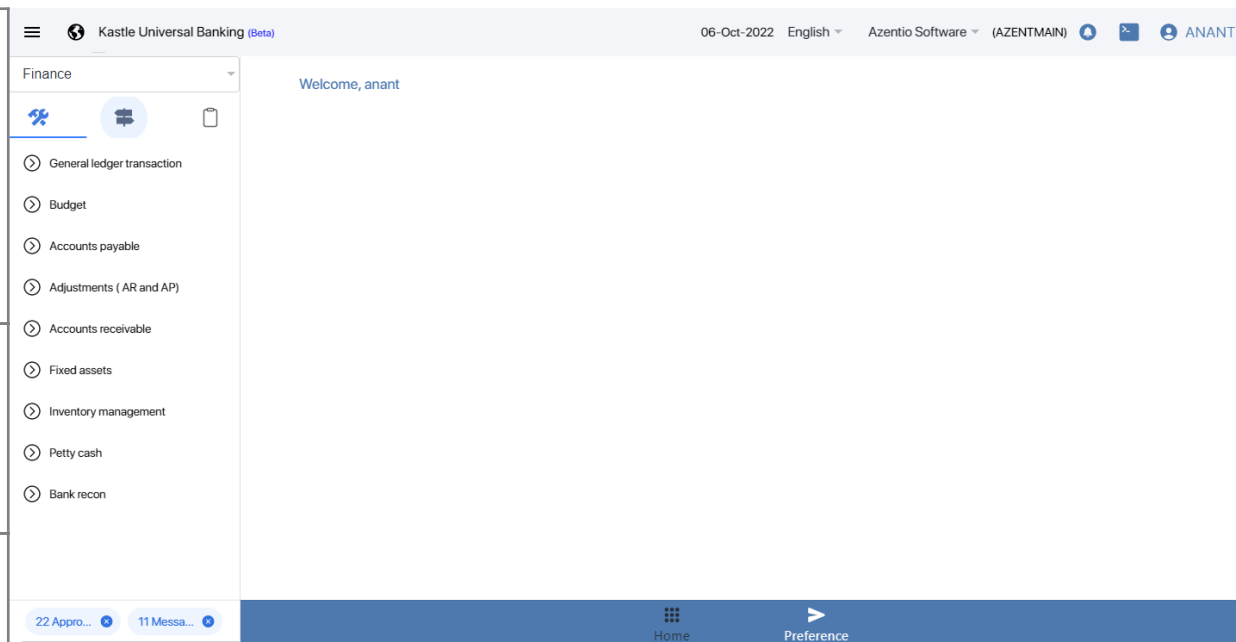 Kastle Universal Banking (Beta) 06-Oct-2022 English Azentio Software (AZENTMAIN) ANANT
Finance
Welcome, anant
General ledger transaction
Budget
Accounts payable
Adjustments ( AR and AP)
Accounts receivable
Fixed assets
Inventory management
Petty cash
Bank recon
22 Appro... 11 Messa...
Home Preference